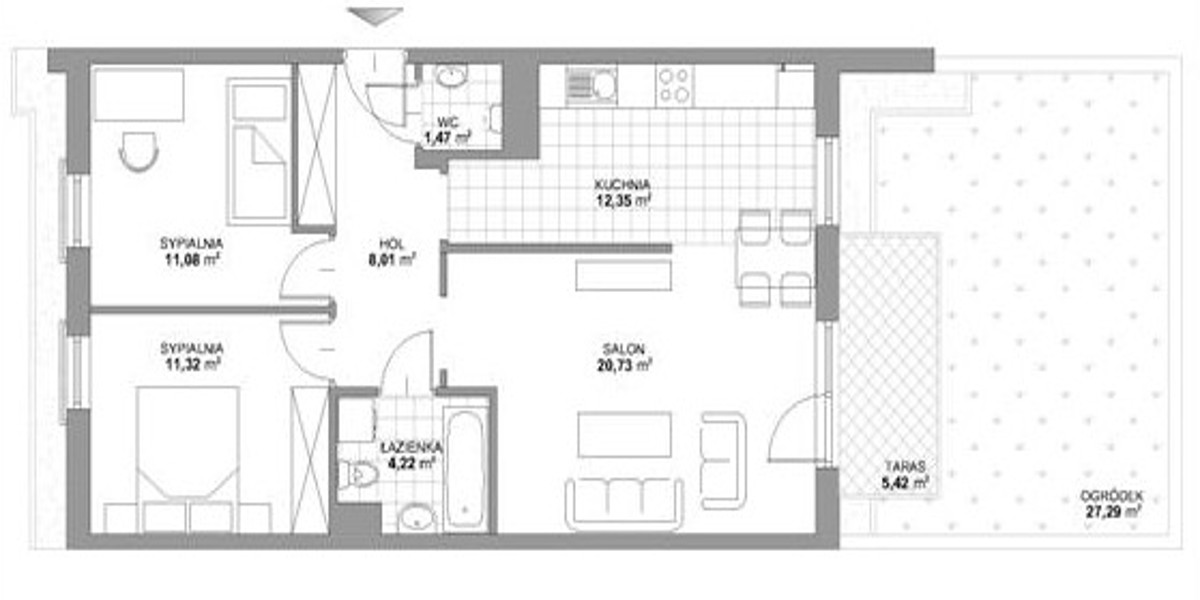 WC
1,47 m²
KUCHNIA
12,35 m²
SYPIALNIA
11,08 m²
HOL
8,01 m²
SYPIALNIA
11,32 m²
SALON
20,73 m²
ŁAZIENKA
4,22 m²
TARAS
5,42 m²
OGRÓDEK
27,29 m²